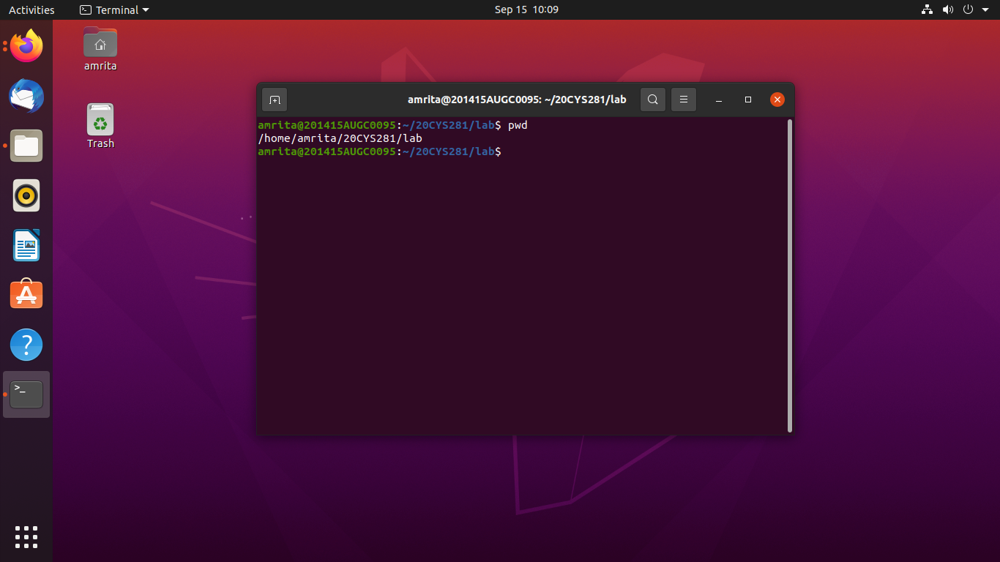 Activities
Terminal
Sep 15 10:09
amrita
Trash
amrita@201415AUGC0095: ~/20CYS281/lab
amrita@201415AUGC0095:~/20CYS281/lab$ pwd
/home/amrita/20CYS281/lab
amrita@201415AUGC0095:~/20CYS281/lab$